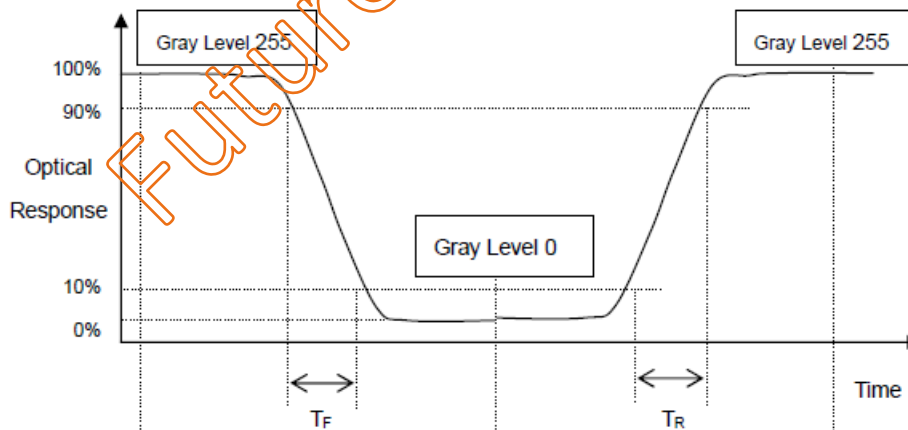 Gray Level 255
Gray Level 255
100%
90%
Optical
Response
Gray Level 0
10%
0%
Time
TF
TR
Future